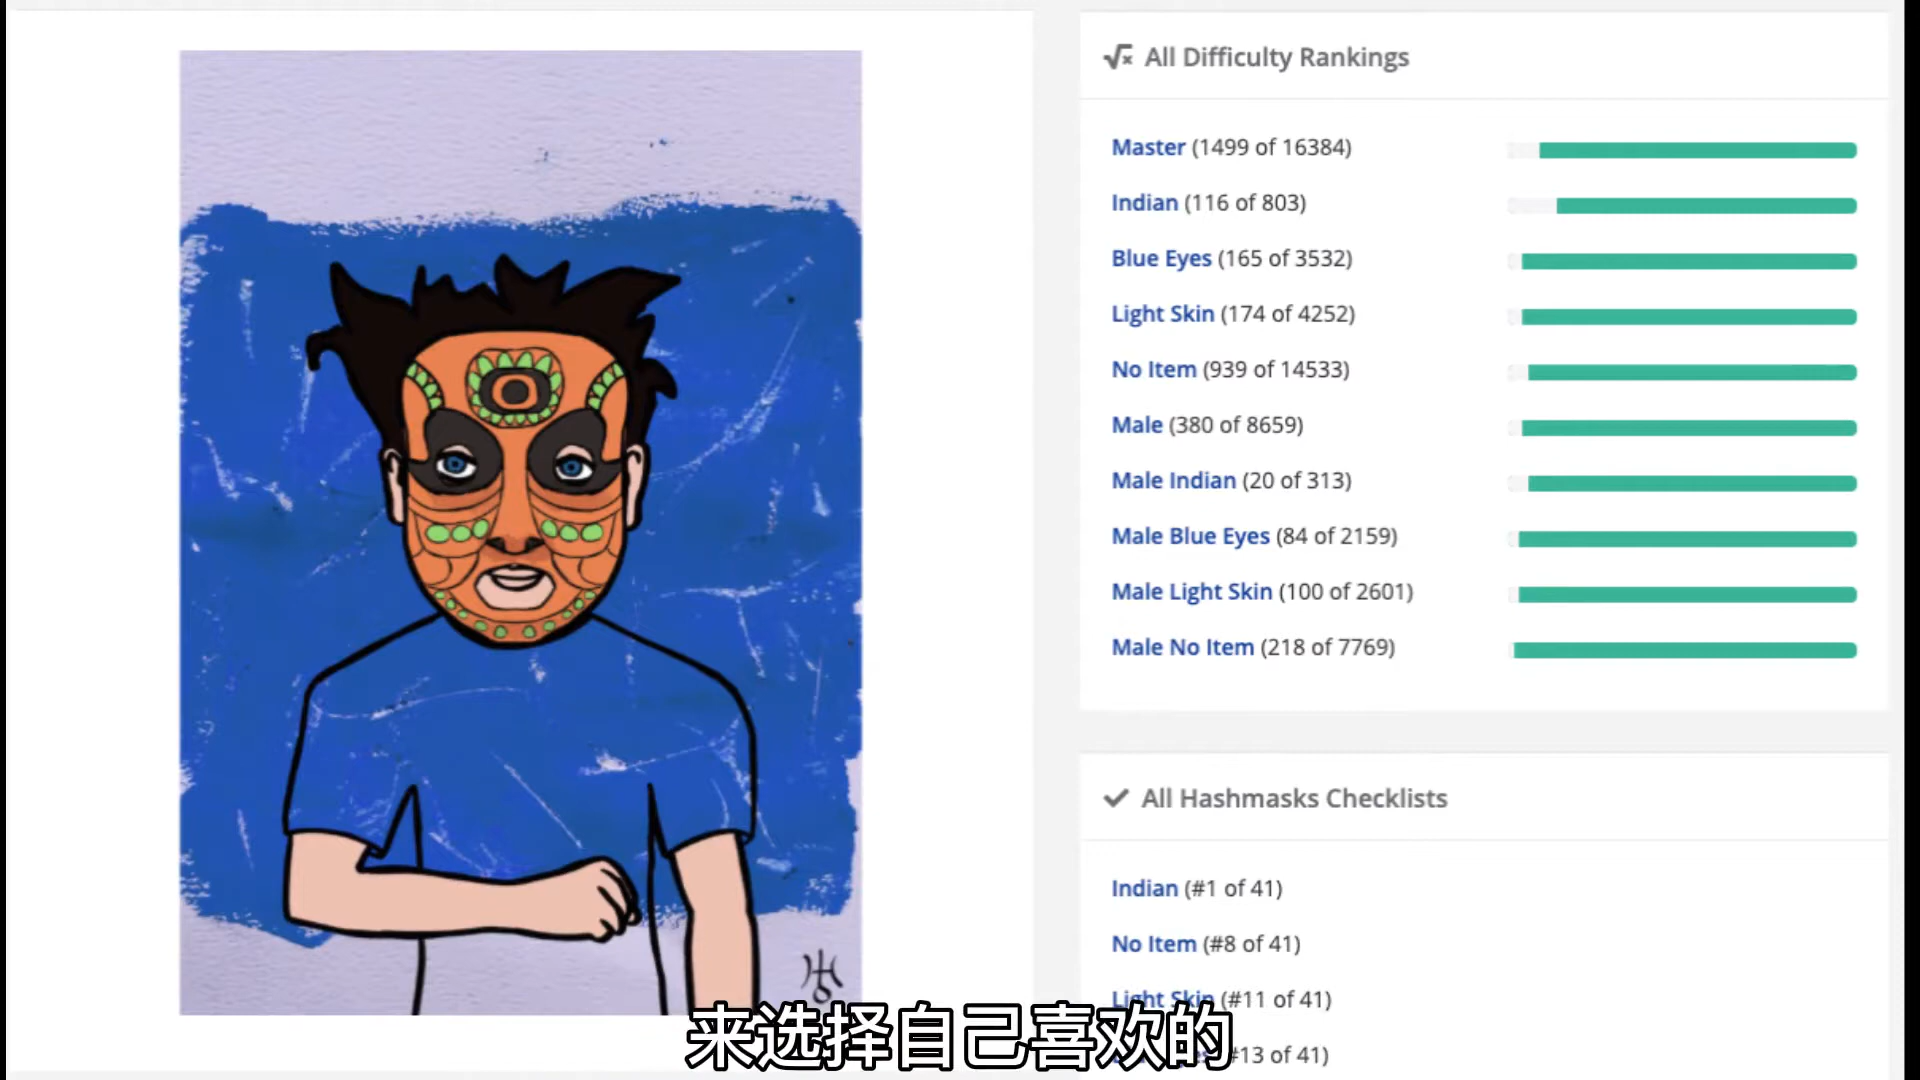 All Difficulty Rankings
Master (1499 of 16384)
Indian (116 of 803)
Blue Eyes (165 of 3532)
Light Skin (174 of 4252)
No Item (939 of 14533)
Male (380 of 8659)
Male Indian (20 of 313)
Male Blue Eyes (84 of 2159)
Male Light Skin (100 of 2601)
Male No Item (218 of 7769)
All Hashmasks Checklists
Indian (#1 of 41)
No Item (#8 of 41)
Light Skin (#11 of 41)
#13 of 41)
来选择自己喜欢的